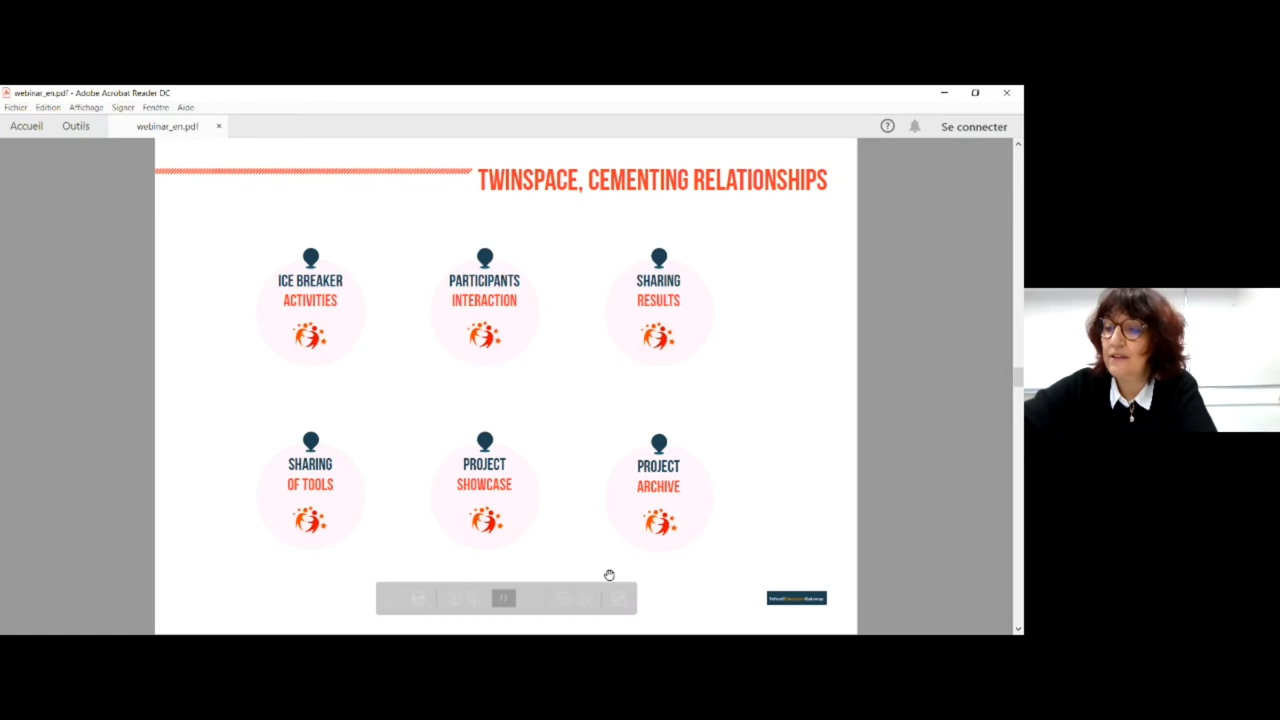 webinar_en.pdf - Adobe Acrobat Reader DC
Fichier Edition Affichage Signer Fenêtre Aide
Accueil Outils webinar_en.pdf × Se connecter
TWINSPACE, CEMENTING RELATIONSHIPS
ICE BREAKER
ACTIVITIES
PARTICIPANTS
INTERACTION
SHARING
RESULTS
SHARING
OF TOOLS
PROJECT
SHOWCASE
PROJECT
ARCHIVE
SchoolEducationGateway